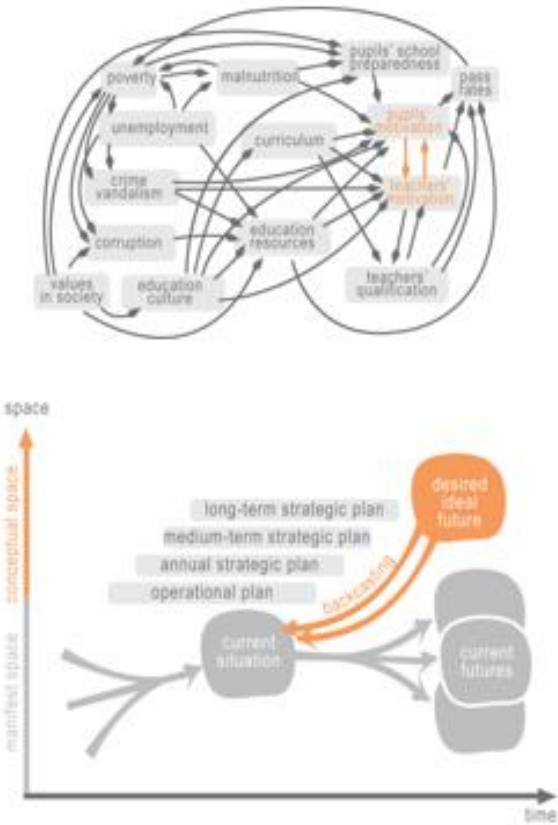 pupils' school
preparedness
poverty
malnutrition
pass
rates
pupils'
motivation
unemployment
curriculum
crime
vandalism
teachers'
motivation
education
resources
corruption
values
in society
education
culture
teachers'
qualification
space
conceptual space
manifest space
desired
ideal
future
long-term strategic plan
medium-term strategic plan
annual strategic plan
operational plan
backcasting
current
situation
current
futures
time